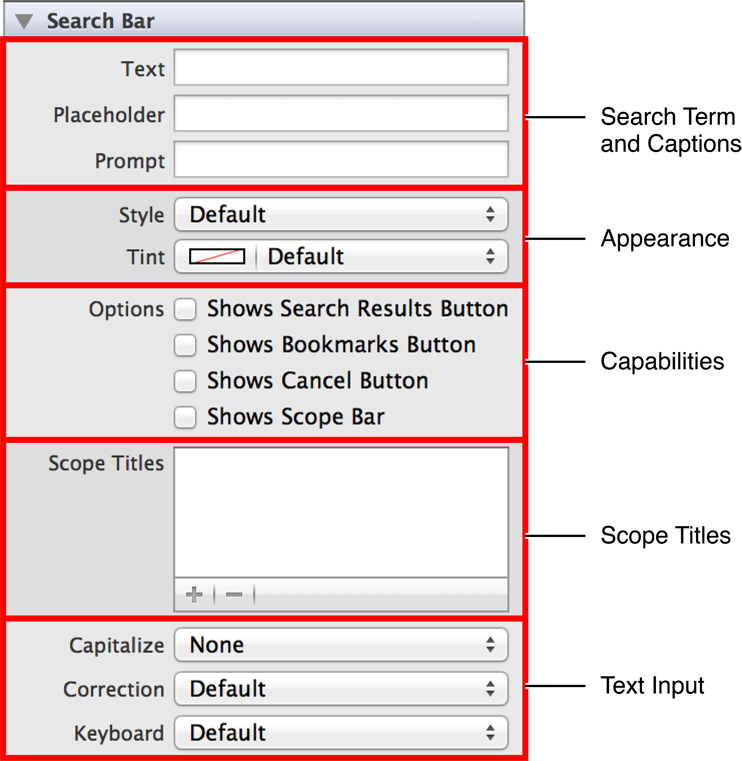 Search Bar
Text
Placeholder
Prompt
Search Term
and Captions
Style Default
Tint Default
Appearance
Options Shows Search Results Button
Shows Bookmarks Button
Shows Cancel Button
Shows Scope Bar
Capabilities
Scope Titles
Scope Titles
Capitalize None
Correction Default
Keyboard Default
Text Input